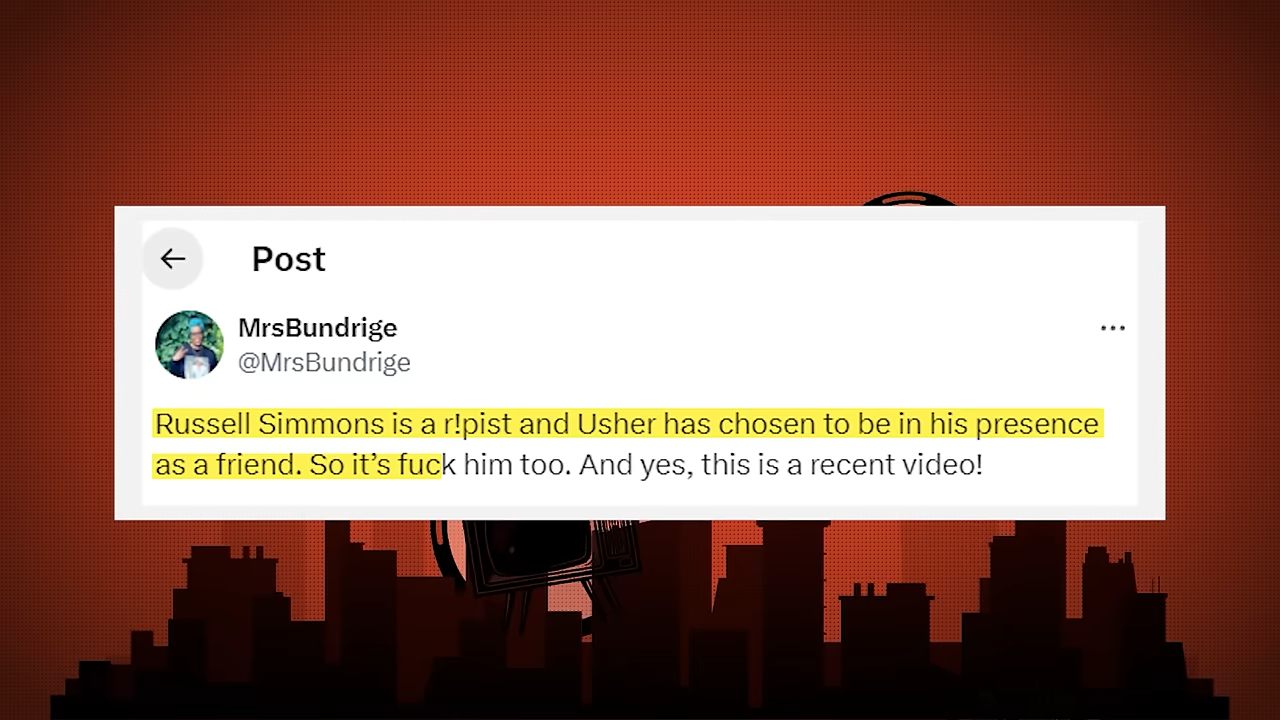 Post
MrsBundrige
@MrsBundrige
Russell Simmons is a r!pist and Usher has chosen to be in his presence
as a friend. So it's fuck him too. And yes, this is a recent video!